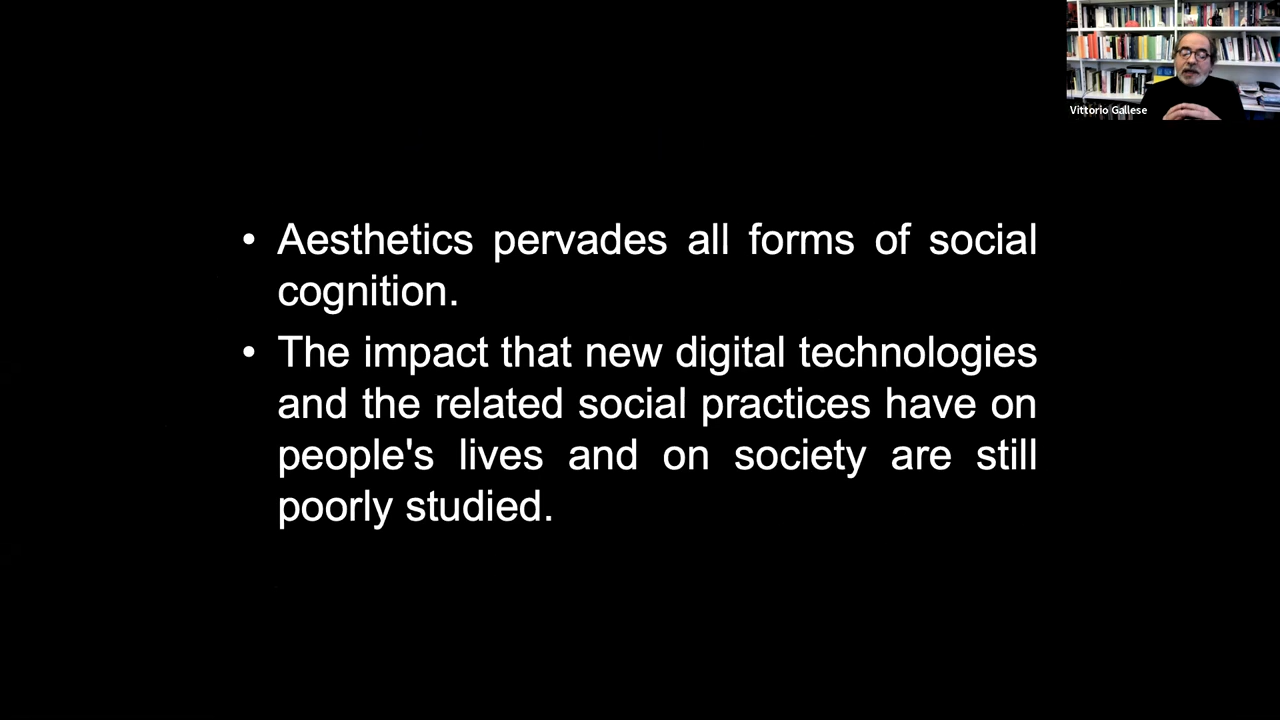 Vittorio Gallese
• Aesthetics pervades all forms of social
cognition.
• The impact that new digital technologies
and the related social practices have on
people's lives and on society are still
poorly studied.